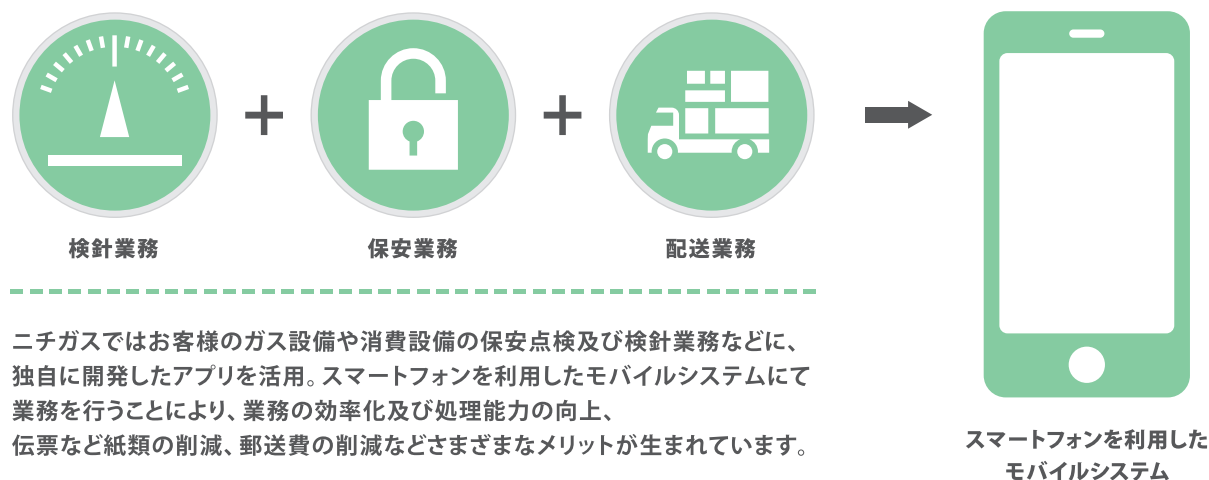 検針業務
保安業務
配送業務
ニチガスではお客様のガス設備や消費設備の保安点検及び検針業務などに、
独自に開発したアプリを活用。スマートフォンを利用したモバイルシステムにて
業務を行うことにより、業務の効率化及び処理能力の向上、
伝票など紙類の削減、郵送費の削減などさまざまなメリットが生まれています。
スマートフォンを利用した
モバイルシステム